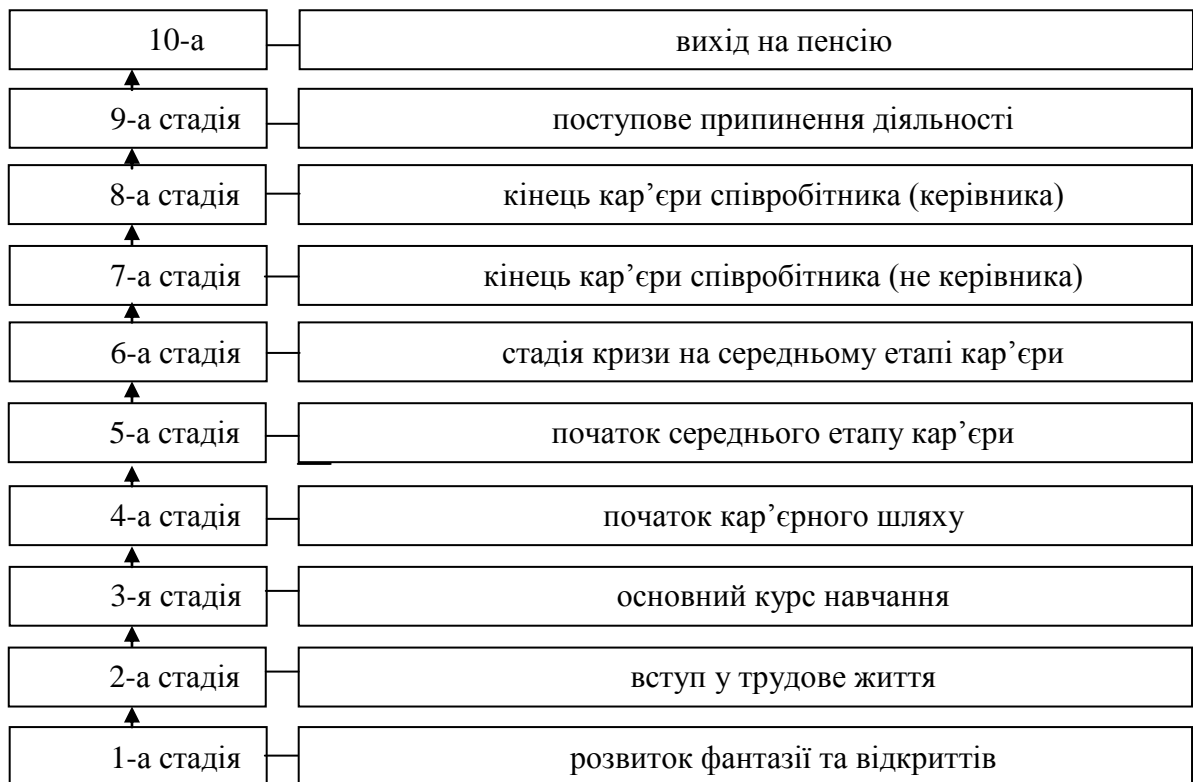 10-а вихід на пенсію
9-а стадія поступове припинення діяльності
8-а стадія кінець кар’єри співробітника (керівника)
7-а стадія кінець кар’єри співробітника (не керівника)
6-а стадія стадія кризи на середньому етапі кар’єри
5-а стадія початок середнього етапу кар’єри
4-а стадія початок кар’єрного шляху
3-я стадія основний курс навчання
2-а стадія вступ у трудове життя
1-а стадія розвиток фантазії та відкриттів